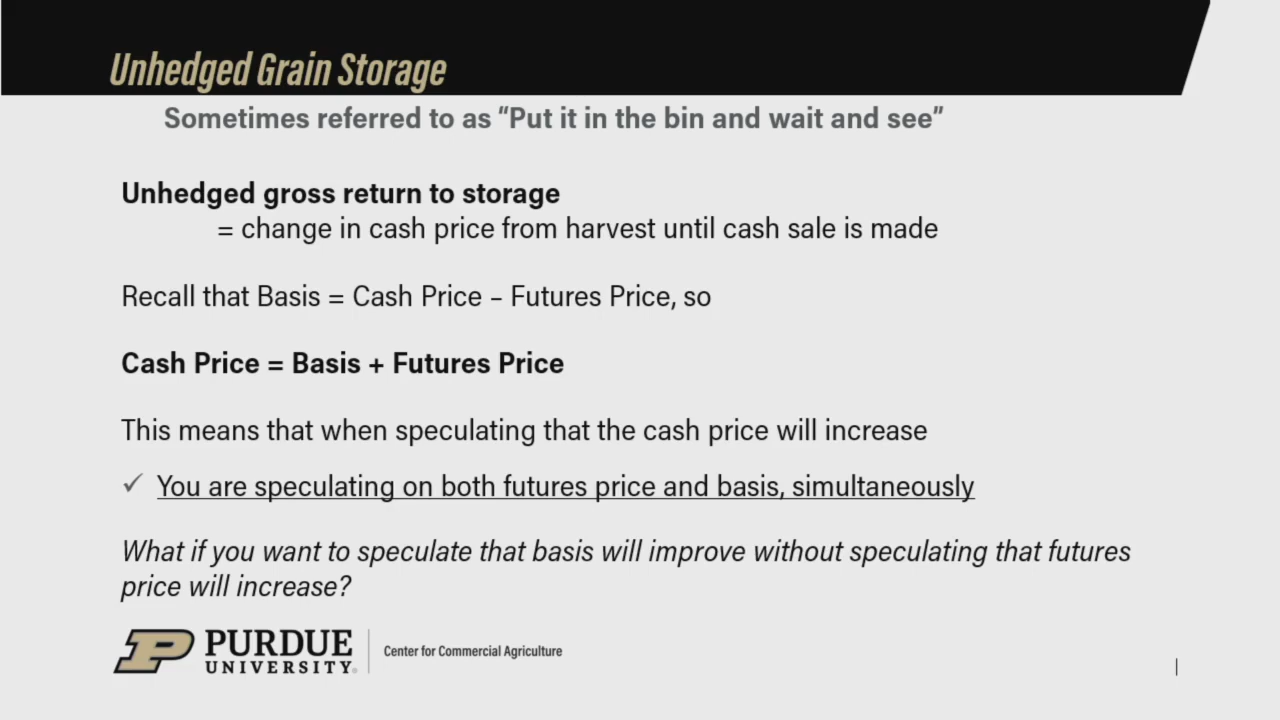 Unhedged Grain Storage
Sometimes referred to as “Put it in the bin and wait and see”
Unhedged gross return to storage
= change in cash price from harvest until cash sale is made
Recall that Basis = Cash Price – Futures Price, so
Cash Price = Basis + Futures Price
This means that when speculating that the cash price will increase
✓ You are speculating on both futures price and basis, simultaneously
What if you want to speculate that basis will improve without speculating that futures
price will increase?
P PURDUE
UNIVERSITY®
Center for Commercial Agriculture
|